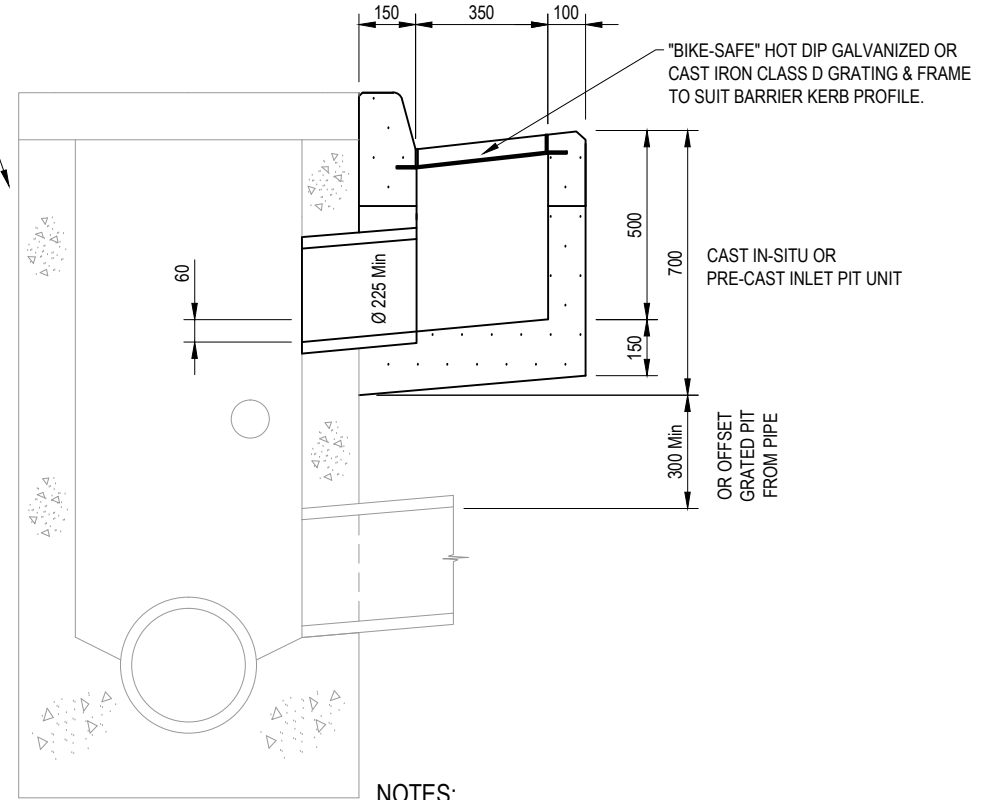 150
350
100
"BIKE-SAFE" HOT DIP GALVANIZED OR
CAST IRON CLASS D GRATING & FRAME
TO SUIT BARRIER KERB PROFILE.
60
Ø 225 Min
500
700
CAST IN-SITU OR
PRE-CAST INLET PIT UNIT
150
300 Min
OR OFFSET
GRATED PIT
FROM PIPE
NOTES: